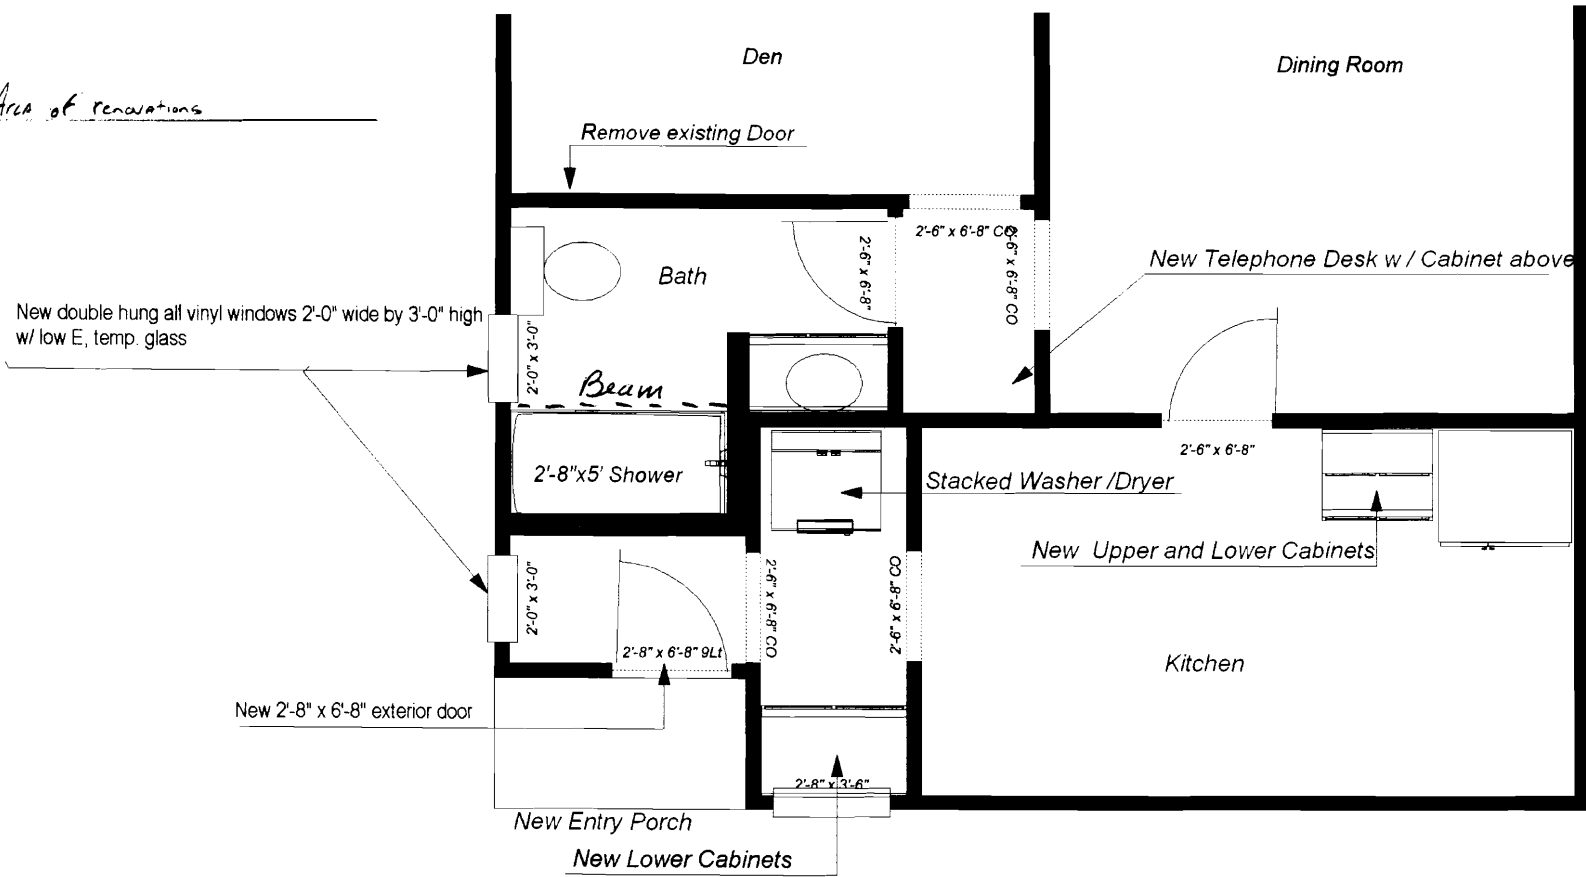 Den
Dining Room
Area of renovations
Remove existing Door
2'-6" x 6'-8" CO
2'-6" x 6'-8"
2'-6" x 6'-8" CO
New Telephone Desk w / Cabinet above
Bath
New double hung all vinyl windows 2'-0" wide by 3'-0" high
w/ low E, temp. glass
2'-0" x 3'-0"
Beam
2'-6" x 6'-8"
2'-8"x5' Shower
Stacked Washer /Dryer
New Upper and Lower Cabinets
2'-0" x 3'-0"
2'-6" x 6'-8" CO
2'-6" x 6'-8" CO
2'-8" x 6'-8" 9Lt
Kitchen
New 2'-8" x 6'-8" exterior door
2'-8" x 3'-6"
New Entry Porch
New Lower Cabinets